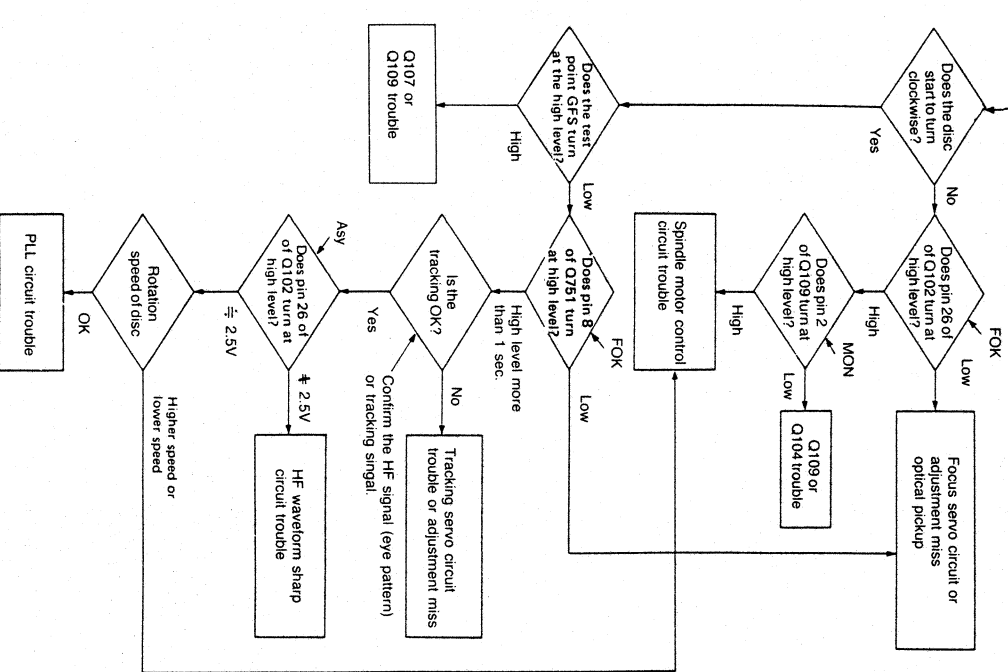 Does the disc
start to turn
clockwise?
Yes
No
Does pin 26 of
of Q102 turn at
high level?
FOK
Low
Focus servo circuit or
adjustment miss
optical pickup
High
Does pin 2
of Q109 turn at
high level?
MON
Low
Q109 or
Q104 trouble
High
Spindle motor control
circuit trouble
Does the test
point GFS turn
at the high level?
High
Q107 or
Q109 trouble
Low
Does pin 8
of Q751 turn
at high level?
FOK
Low
High level more
than 1 sec.
Is the
tracking OK?
No
Tracking servo circuit
trouble or adjustment miss
Confirm the HF signal (eye pattern)
or tracking singal.
Yes
Asy
Does pin 26 of
of Q102 turn at
high level?
≠ 2.5V
HF waveform sharp
circuit trouble
≒ 2.5V
Rotation
speed of disc
Higher speed or
lower speed
OK
PLL circuit trouble